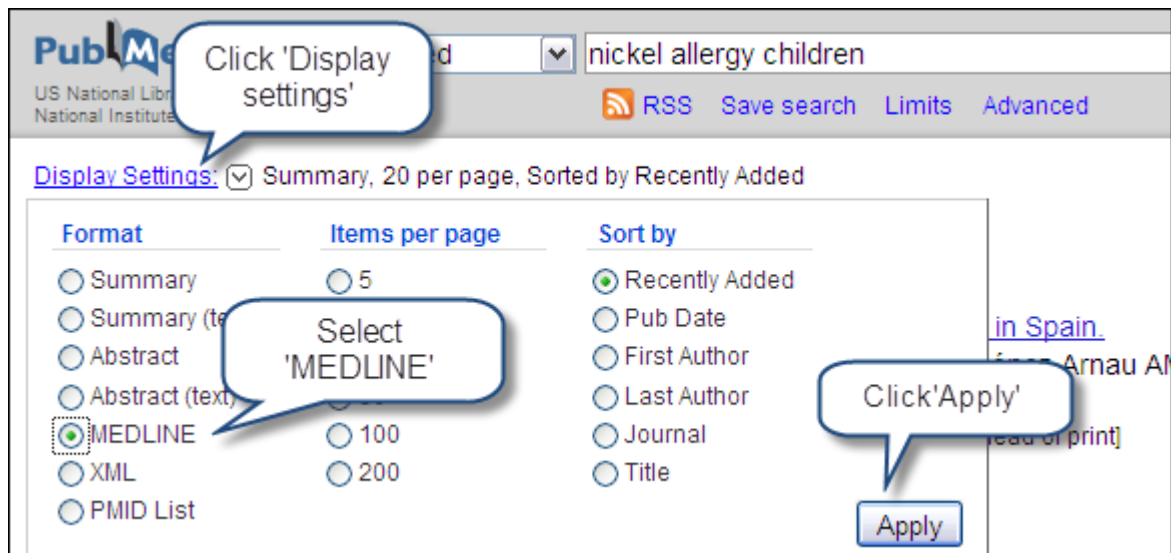 PubMe
Click 'Display
settings'
d
nickel allergy children
US National Libr
National Institute
RSS Save search Limits Advanced
Display Settings: Summary, 20 per page, Sorted by Recently Added
Format Items per page Sort by
Summary 5 Recently Added
Summary (te Pub Date
Select
'MEDLINE'
in Spain.
Abstract First Author
Arnau
Abstract (text) Last Author
Click'Apply'
MEDLINE 100 Journal
of print]
XML 200 Title
PMID List
Apply